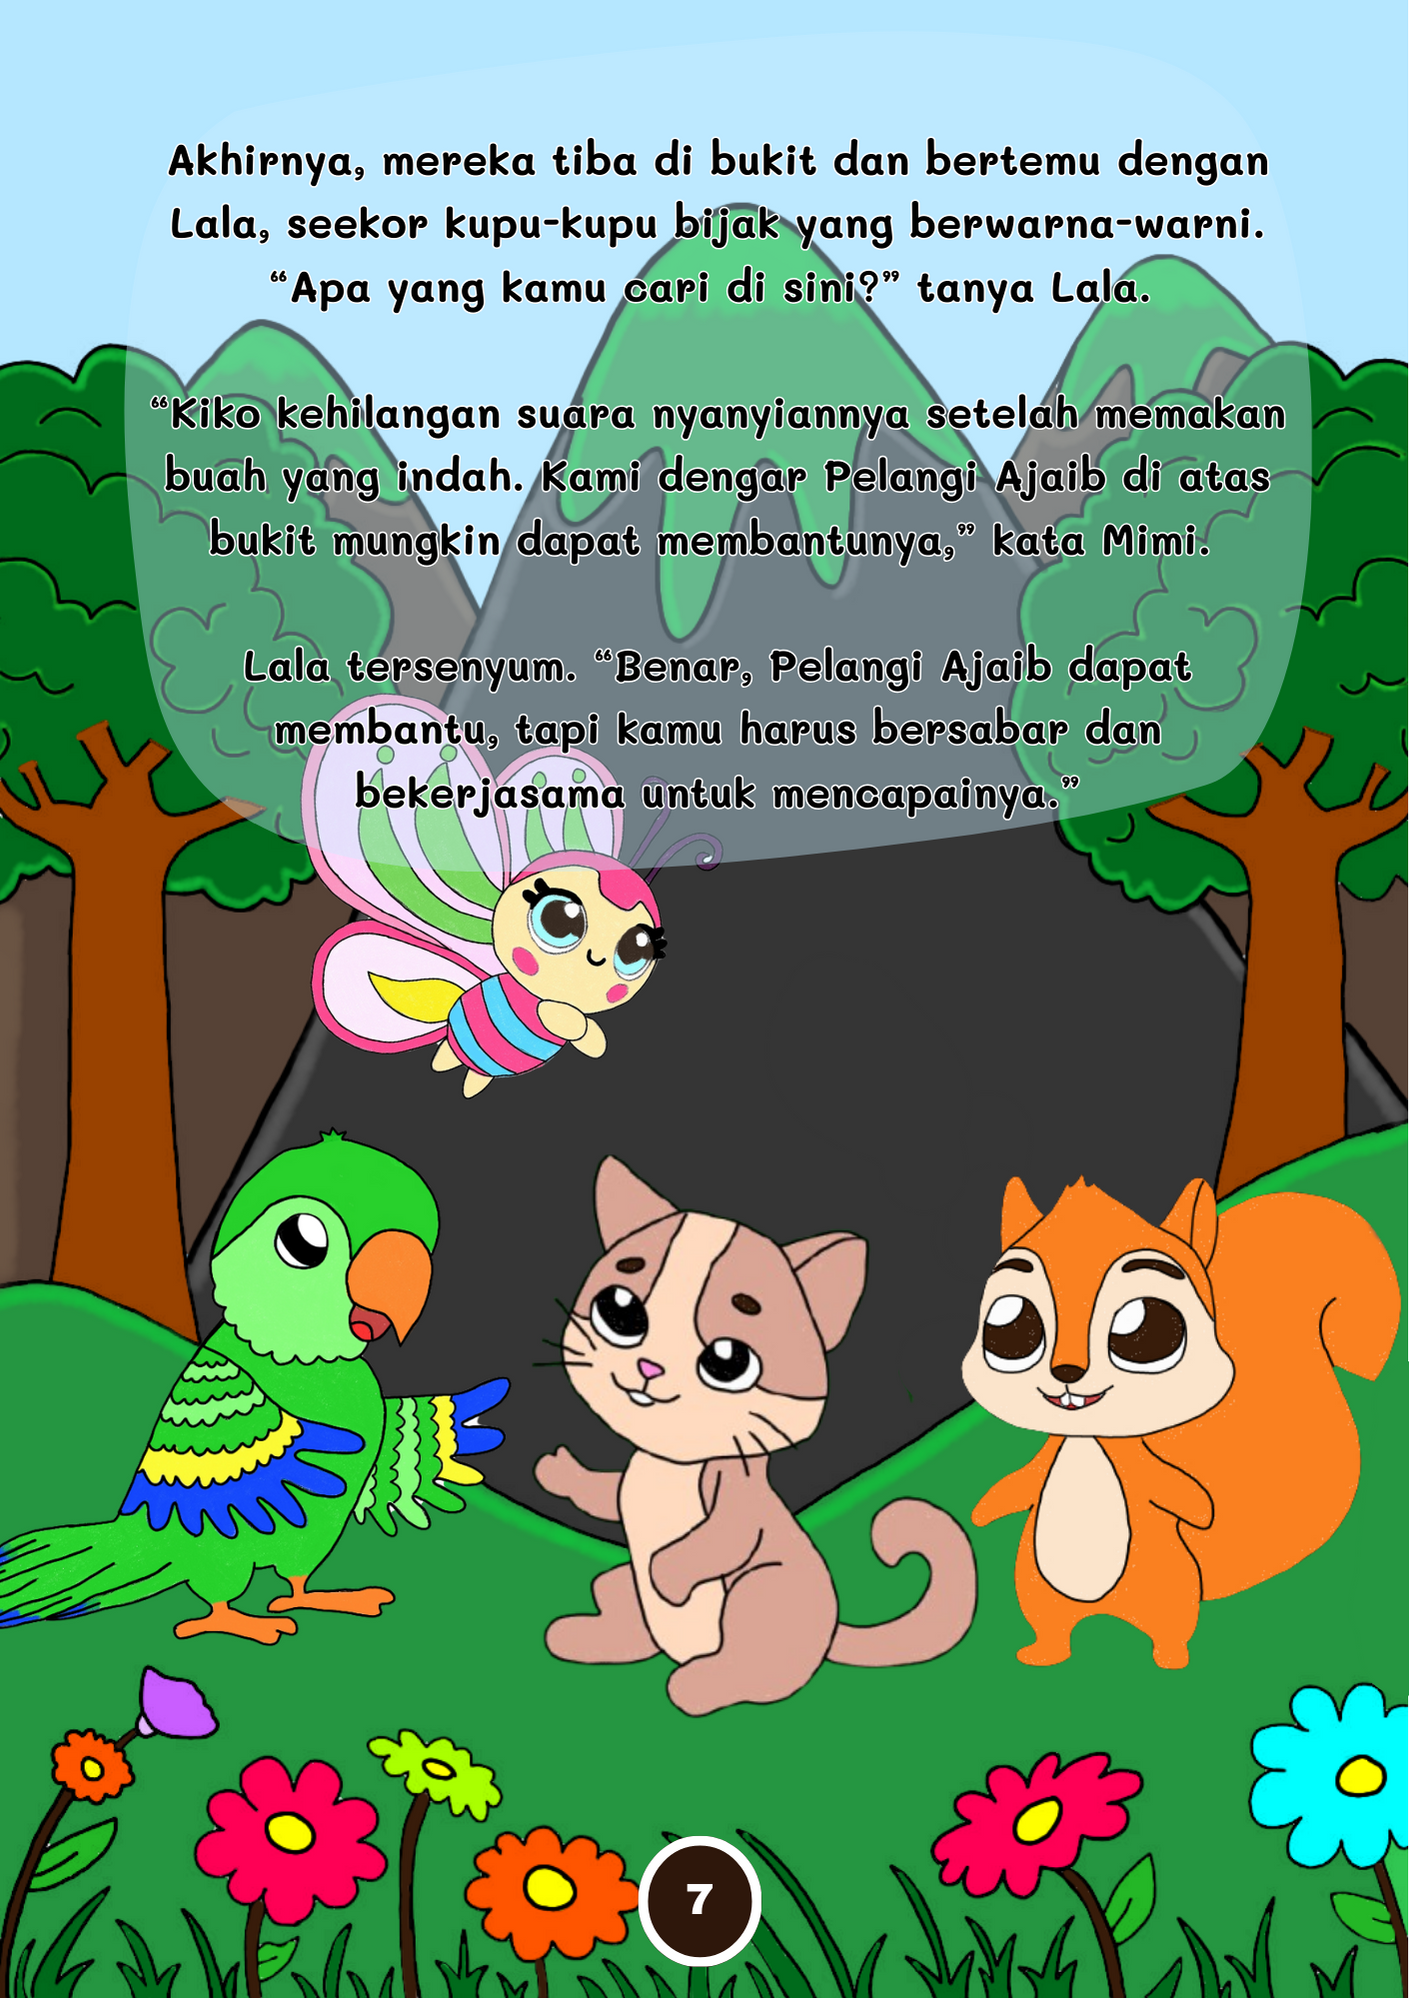 Akhirnya, mereka tiba di bukit dan bertemu dengan
Lala, seekor kupu-kupu bijak yang berwarna-warni.
“Apa yang kamu cari di sini?” tanya Lala.
“Kiko kehilangan suara nyanyiannya setelah memakan
buah yang indah. Kami dengar Pelangi Ajaib di atas
bukit mungkin dapat membantunya,” kata Mimi.
Lala tersenyum. “Benar, Pelangi Ajaib dapat
membantu, tapi kamu harus bersabar dan
bekerjasama untuk mencapainya.”
7